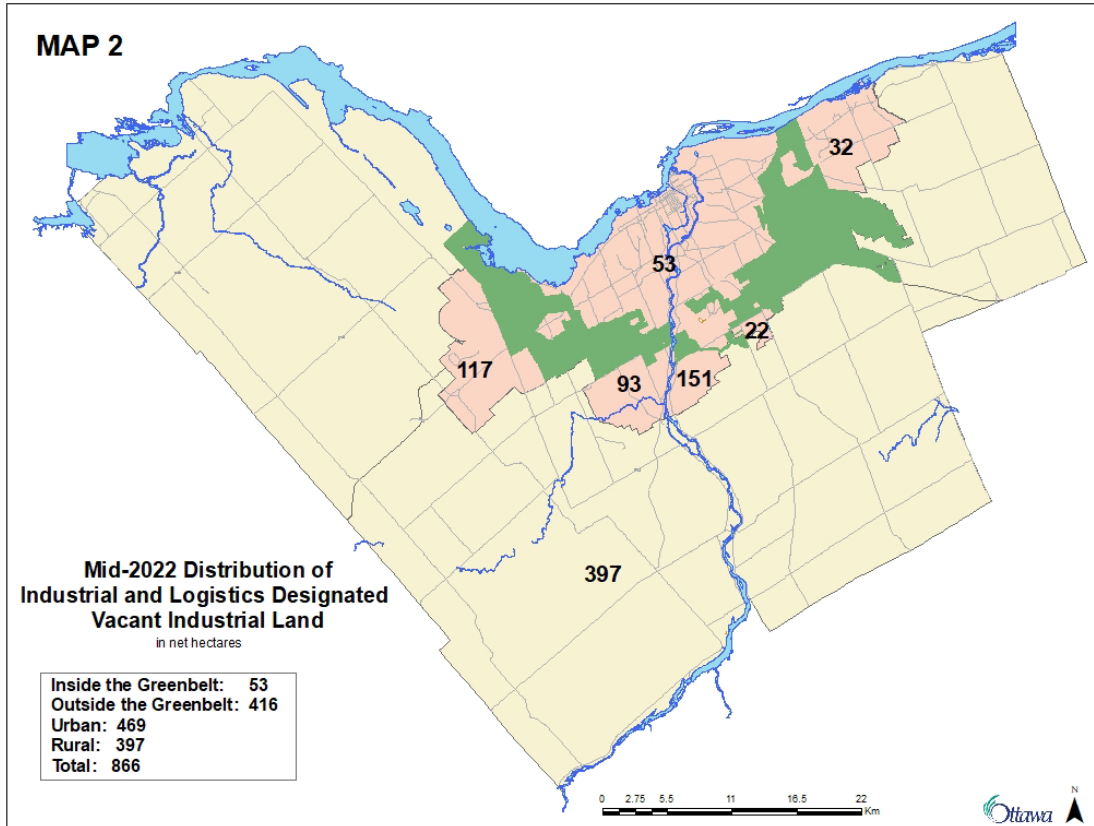 MAP 2
32
53
22
117
93
151
397
Mid-2022 Distribution of
Industrial and Logistics Designated
Vacant Industrial Land
in net hectares
Inside the Greenbelt: 53
Outside the Greenbelt: 416
Urban: 469
Rural: 397
Total: 866
0 2.75 5.5 11 16.5 22
Km
Ottawa
N